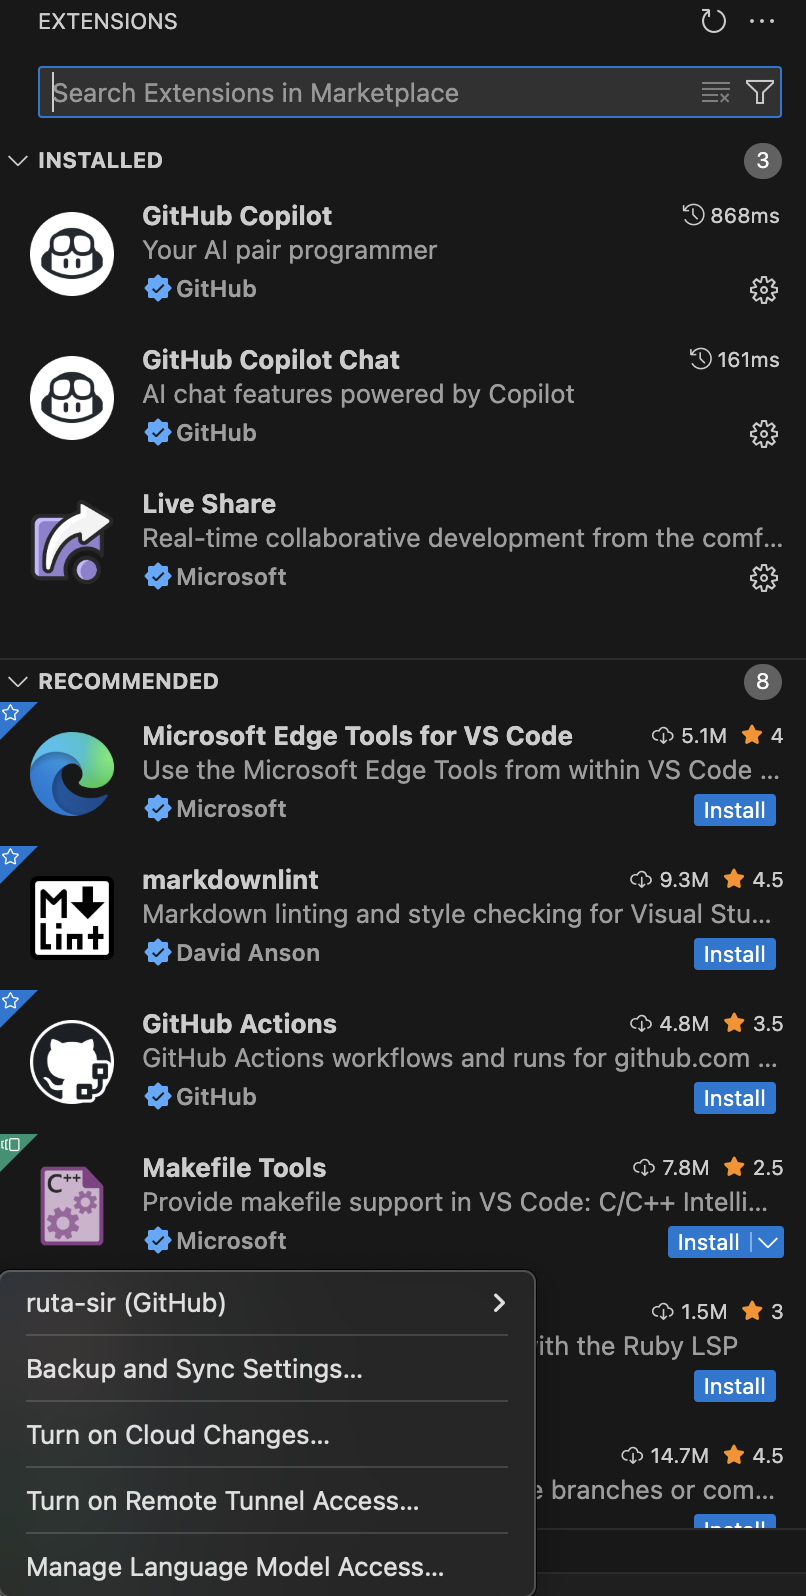 EXTENSIONS
Search Extensions in Marketplace
INSTALLED 3
GitHub Copilot 868ms
Your AI pair programmer
GitHub
GitHub Copilot Chat 161ms
AI chat features powered by Copilot
GitHub
Live Share
Real-time collaborative development from the comf...
Microsoft
RECOMMENDED 8
Microsoft Edge Tools for VS Code 5.1M 4
Use the Microsoft Edge Tools from within VS Code ...
Microsoft Install
markdownlint 9.3M 4.5
M
Lint
Markdown linting and style checking for Visual Stu...
David Anson Install
GitHub Actions 4.8M 3.5
GitHub Actions workflows and runs for github.com ...
GitHub Install
Makefile Tools 7.8M 2.5
C++
Provide makefile support in VS Code: C/C++ Intelli...
Microsoft Install
ruta-sir (GitHub) 1.5M 3
with the Ruby LSP
Backup and Sync Settings... Install
Turn on Cloud Changes... 14.7M 4.5
branches or com...
Turn on Remote Tunnel Access...
Install
Manage Language Model Access...